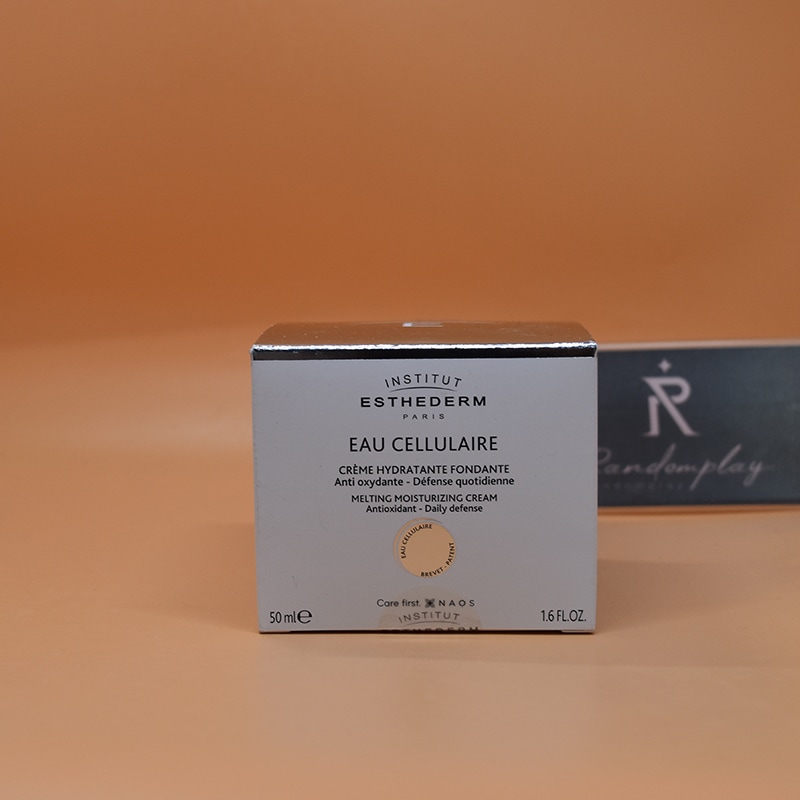 INSTITUT
ESTHEDERM
PARIS
EAU CELLULAIRE
CRÈME HYDRATANTE FONDANTE
Anti oxydante - Défense quotidienne
MELTING MOISTURIZING CREAM
Antioxidant - Daily defense
EAU CELLULAIRE
BREVET - PATENT
Care first. NAOS
50 ml e
1.6 FL.OZ.
INSTITUT
ESTHEDERM
R
Randomplay